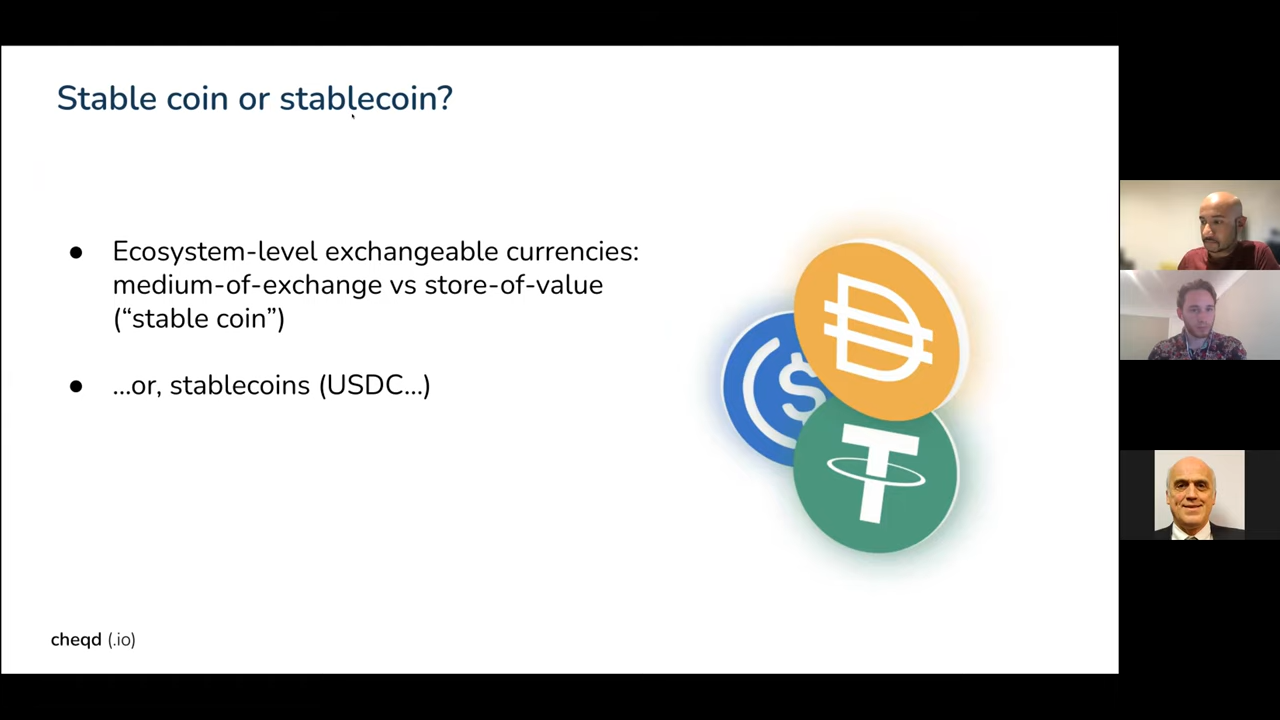 Stable coin or stablecoin?
● Ecosystem-level exchangeable currencies:
medium-of-exchange vs store-of-value
(“stable coin”)
● ...or, stablecoins (USDC...)
cheqd (.io)